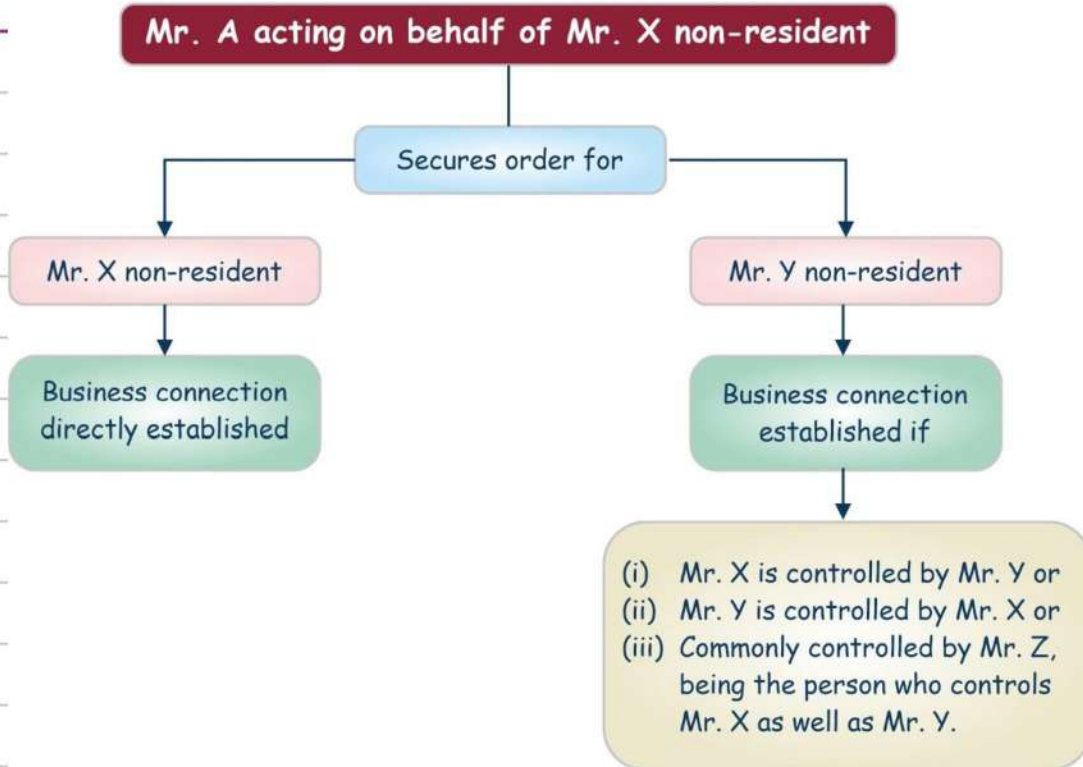 Mr. A acting on behalf of Mr. X non-resident
Secures order for
Mr. X non-resident
Mr. Y non-resident
Business connection
directly established
Business connection
established if
(i) Mr. X is controlled by Mr. Y or
(ii) Mr. Y is controlled by Mr. X or
(iii) Commonly controlled by Mr. Z,
being the person who controls
Mr. X as well as Mr. Y.